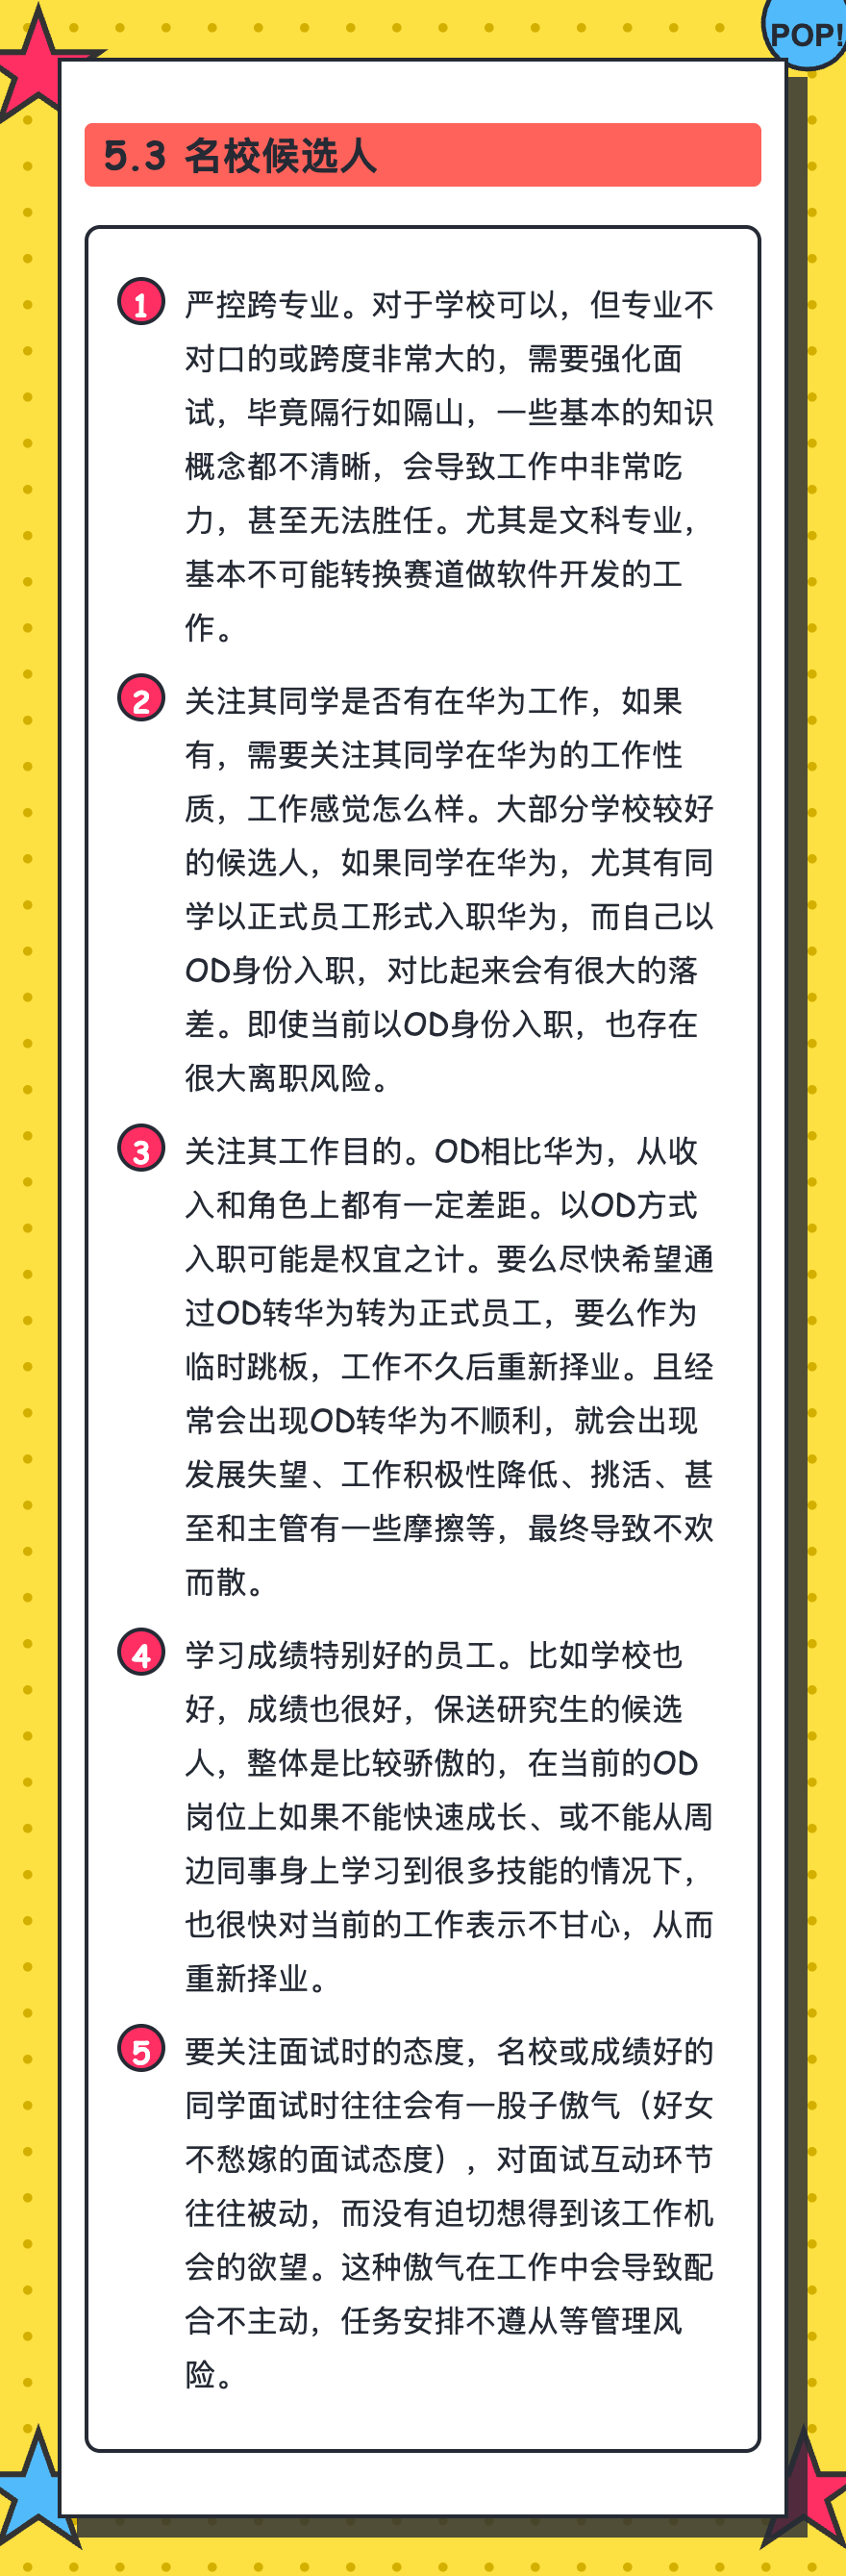 POP!
5.3 名校候选人
1 严控跨专业。对于学校可以，但专业不
对口的或跨度非常大的，需要强化面
试，毕竟隔行如隔山，一些基本的知识
概念都不清晰，会导致工作中非常吃
力，甚至无法胜任。尤其是文科专业，
基本不可能转换赛道做软件开发的工
作。
2 关注其同学是否有在华为工作，如果
有，需要关注其同学在华为的工作性
质，工作感觉怎么样。大部分学校较好
的候选人，如果同学在华为，尤其有同
学以正式员工形式入职华为，而自己以
OD身份入职，对比起来会有很大的落
差。即使当前以OD身份入职，也存在
很大离职风险。
3 关注其工作目的。OD相比华为，从收
入和角色上都有一定差距。以OD方式
入职可能是权宜之计。要么尽快希望通
过OD转华为转为正式员工，要么作为
临时跳板，工作不久后重新择业。且经
常会出现OD转华为不顺利，就会出现
发展失望、工作积极性降低、挑活、甚
至和主管有一些摩擦等，最终导致不欢
而散。
4 学习成绩特别好的员工。比如学校也
好，成绩也很好，保送研究生的候选
人，整体是比较骄傲的，在当前的OD
岗位上如果不能快速成长、或不能从周
边同事身上学习到很多技能的情况下，
也很快对当前的工作表示不甘心，从而
重新择业。
5 要关注面试时的态度，名校或成绩好的
同学面试时往往会有一股子傲气（好女
不愁嫁的面试态度），对面试互动环节
往往被动，而没有迫切想得到该工作机
会的欲望。这种傲气在工作中会导致配
合不主动，任务安排不遵从等管理风
险。